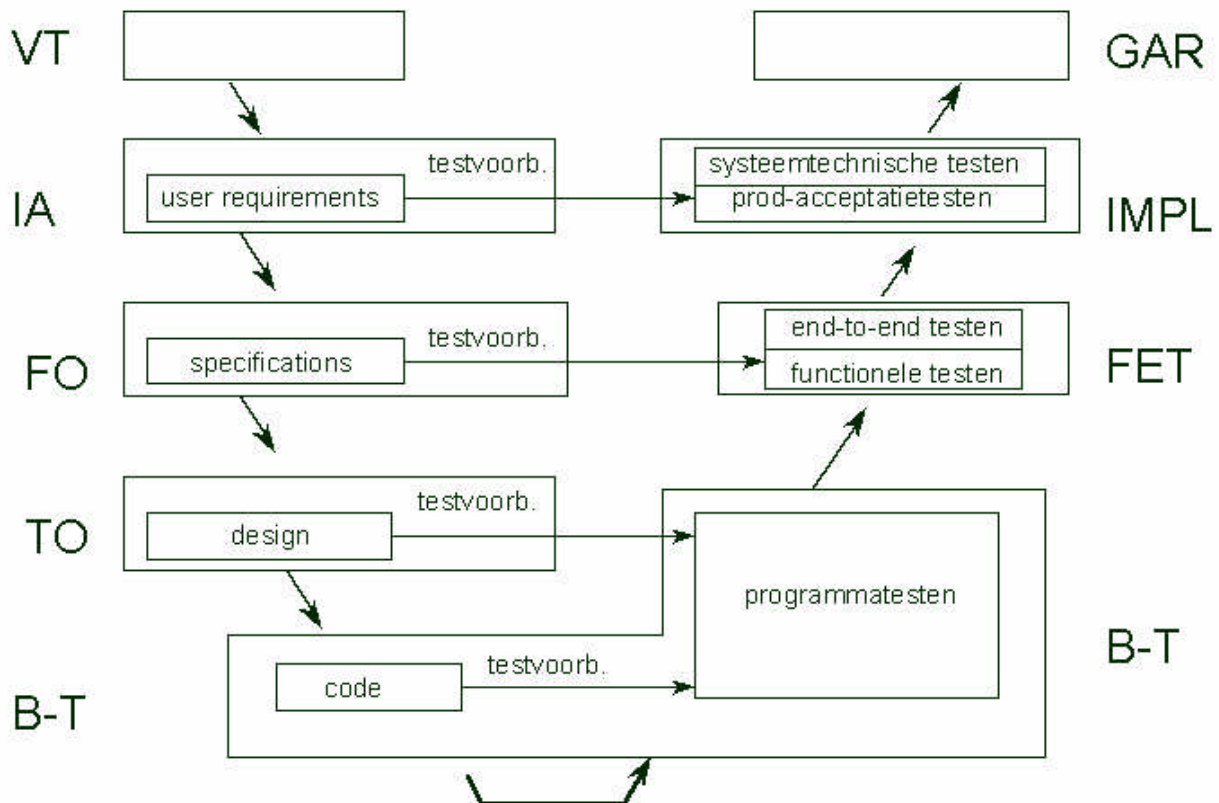 VT
GAR
testvoorb.
systeemtechnische testen
IA
user requirements
prod-acceptatietesten
IMPL
testvoorb.
end-to-end testen
FO
specifications
functionele testen
FET
testvoorb.
TO
design
programmatesten
B-T
testvoorb.
code
B-T